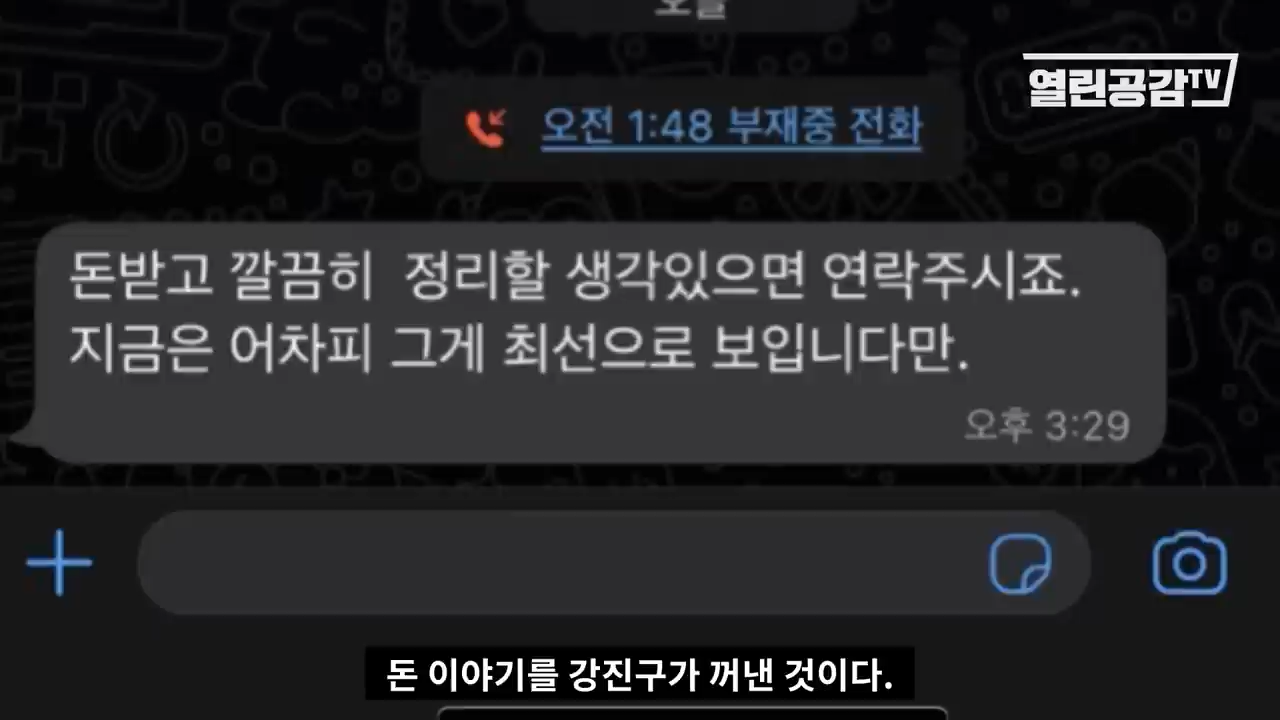 오늘
열린공감TV
오전 1:48 부재중 전화
돈받고 깔끔히 정리할 생각있으면 연락주시죠.
지금은 어차피 그게 최선으로 보입니다만.
오후 3:29
돈 이야기를 강진구가 꺼낸 것이다.